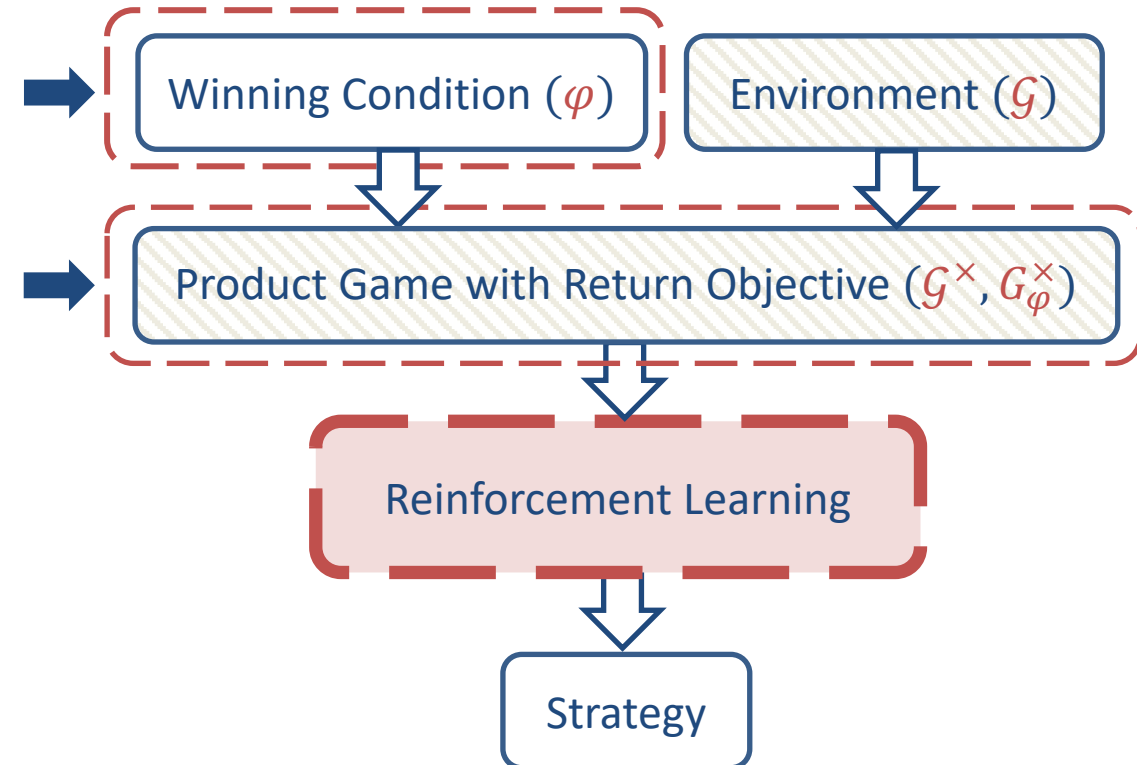 Winning Condition (φ)
Environment (𝒢)
Product Game with Return Objective (𝒢^×, G_φ^×)
Reinforcement Learning
Strategy